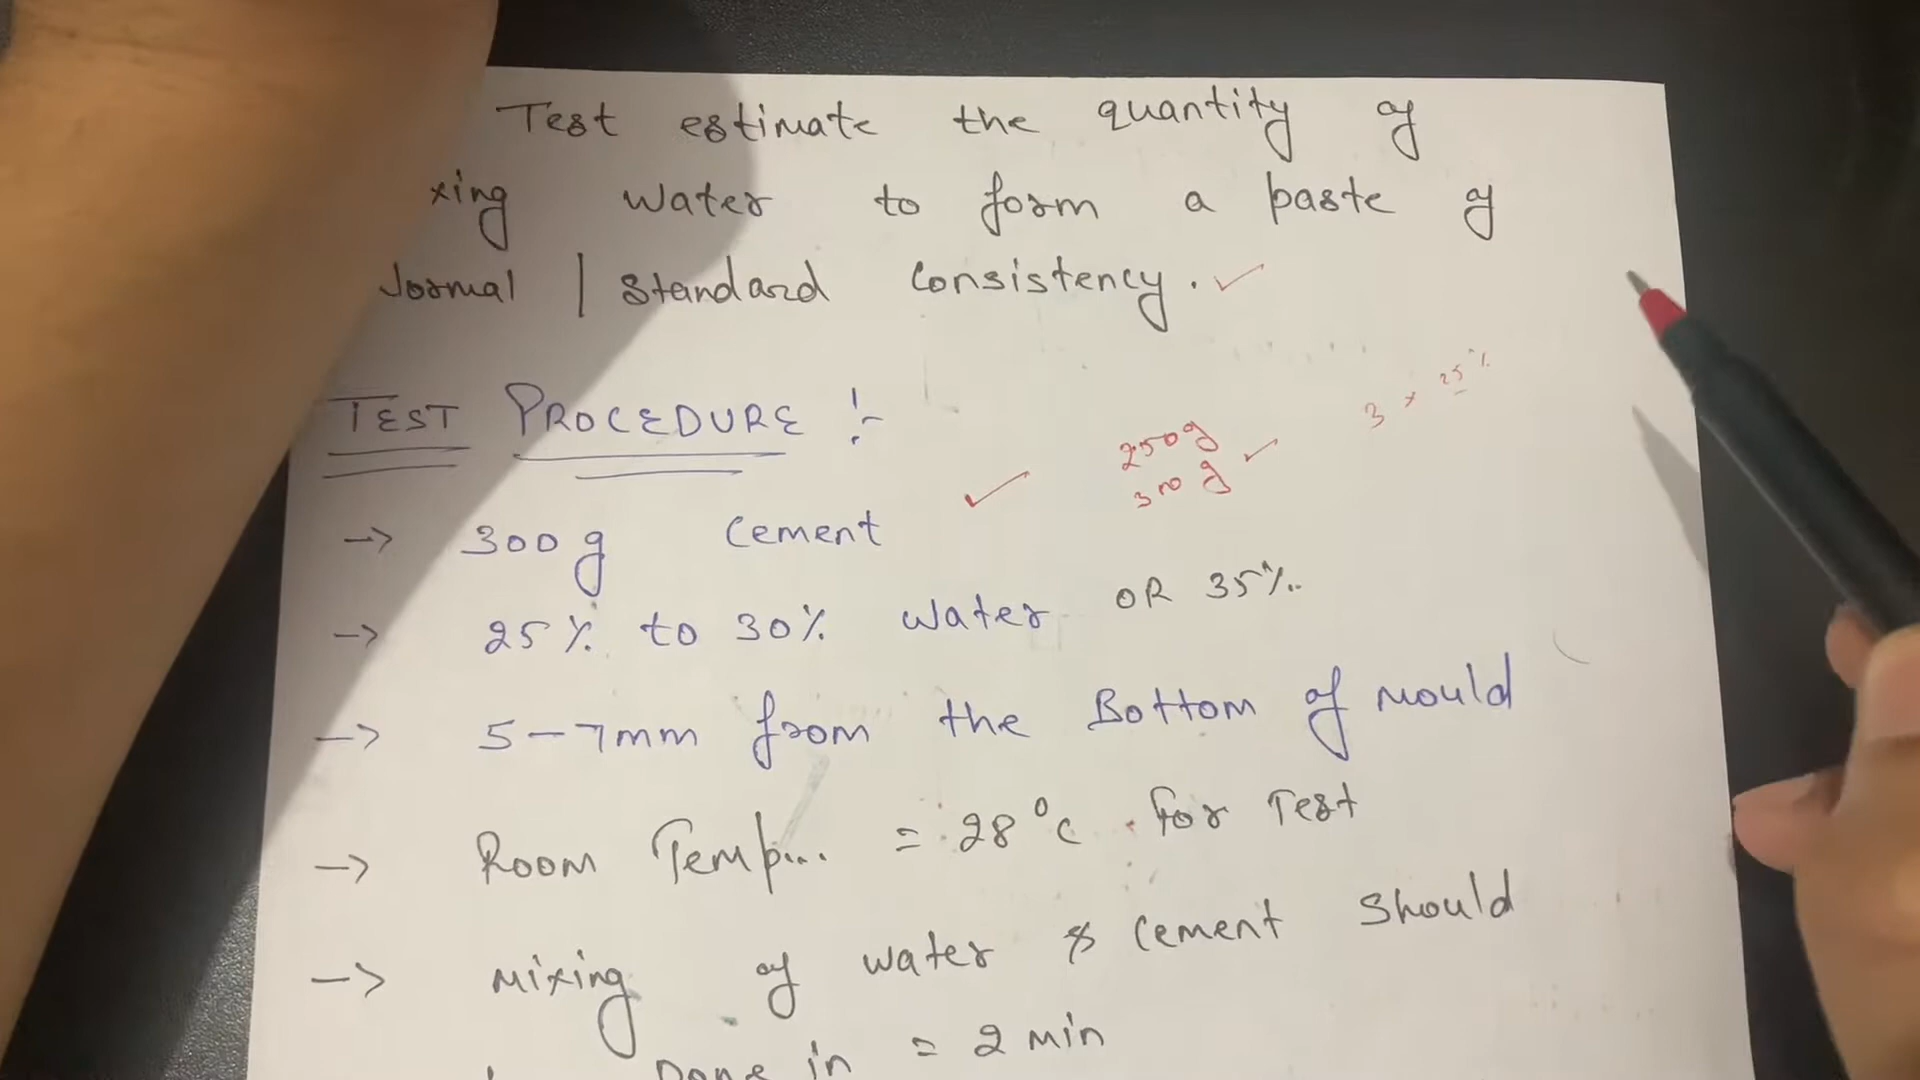 Test estimate the quantity of
xing water to form a paste of
Normal | Standard Consistency.
TEST PROCEDURE :-
3 x 25%
250g
300g
-> 300g Cement
-> 25% to 30% water OR 35%.
-> 5-7mm from the Bottom of mould
-> Room Temp... = 28°C for Test
-> Mixing of water & Cement Should
Done in = 2 min